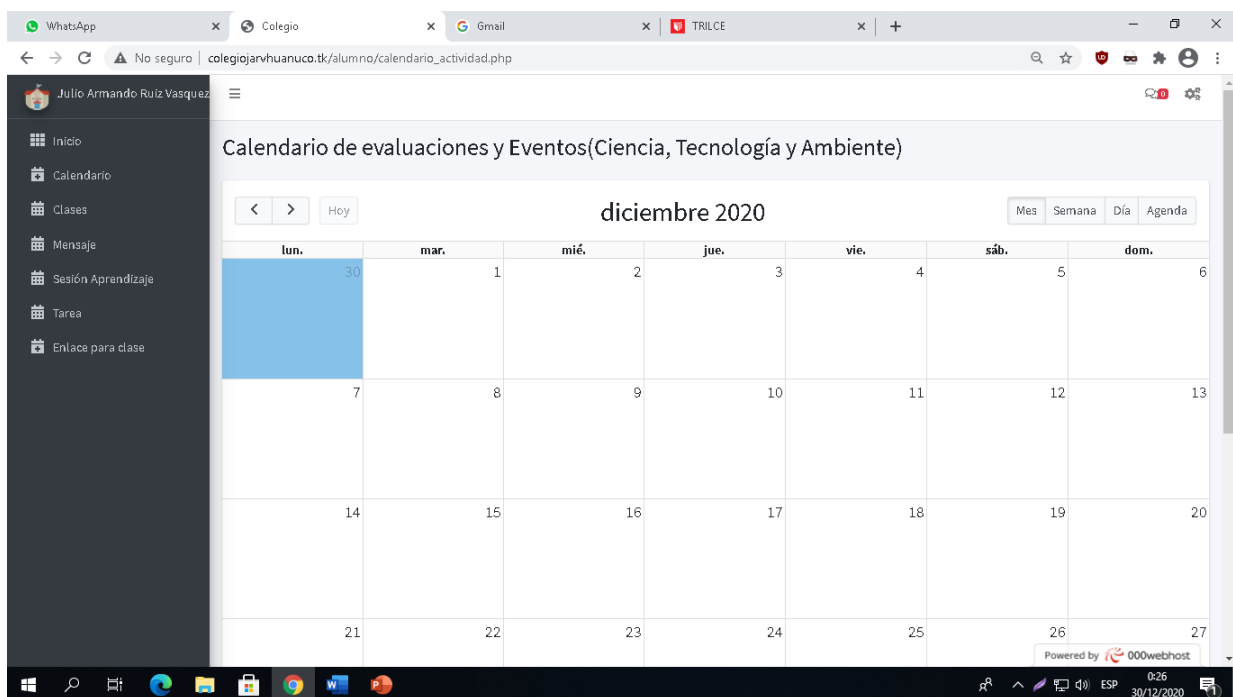 WhatsApp Colegio Gmail TRILCE
No seguro colegiojarvhuanuco.tk/alumno/calendario_actividad.php
Julio Armando Ruiz Vasquez 0
Inicio
Calendario
Clases
Mensaje
Sesión Aprendizaje
Tarea
Enlace para clase
Calendario de evaluaciones y Eventos(Ciencia, Tecnología y Ambiente)
Hoy diciembre 2020 Mes Semana Día Agenda
lun. mar. mié. jue. vie. sáb. dom.
30 1 2 3 4 5 6
7 8 9 10 11 12 13
14 15 16 17 18 19 20
21 22 23 24 25 26 27
Powered by 000webhost
ESP 0:26
30/12/2020